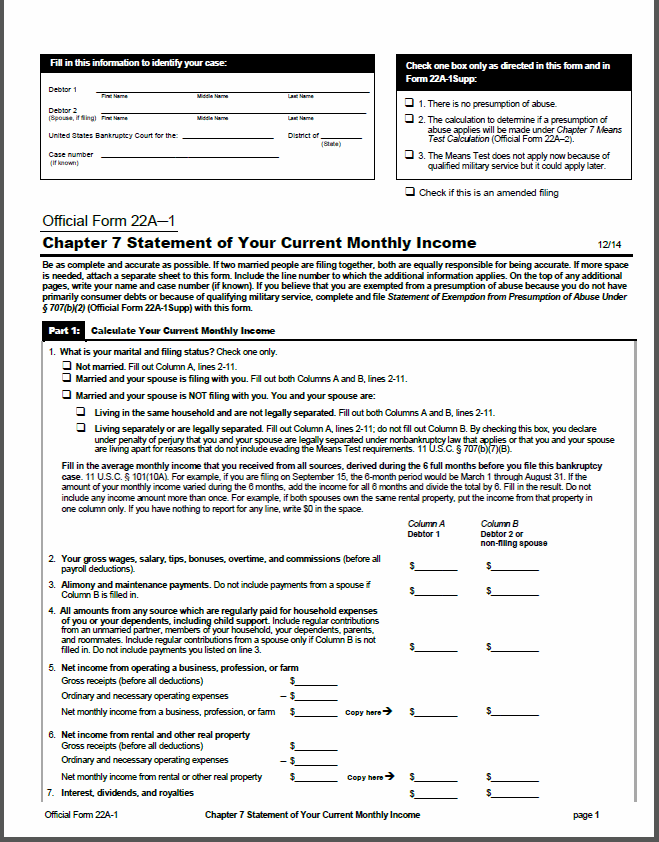 Fill in this information to identify your case:
Debtor 1
First Name Middle Name Last Name
Debtor 2
(Spouse, if filing) First Name Middle Name Last Name
United States Bankruptcy Court for the: District of
(State)
Case number
(If known)
Check one box only as directed in this form and in
Form 22A-1Supp:
1. There is no presumption of abuse.
2. The calculation to determine if a presumption of
abuse applies will be made under Chapter 7 Means
Test Calculation (Official Form 22A–2).
3. The Means Test does not apply now because of
qualified military service but it could apply later.
Check if this is an amended filing
Official Form 22A–1
Chapter 7 Statement of Your Current Monthly Income 12/14
Be as complete and accurate as possible. If two married people are filing together, both are equally responsible for being accurate. If more space
is needed, attach a separate sheet to this form. Include the line number to which the additional information applies. On the top of any additional
pages, write your name and case number (if known). If you believe that you are exempted from a presumption of abuse because you do not have
primarily consumer debts or because of qualifying military service, complete and file Statement of Exemption from Presumption of Abuse Under
§ 707(b)(2) (Official Form 22A-1Supp) with this form.
Part 1: Calculate Your Current Monthly Income
1. What is your marital and filing status? Check one only.
Not married. Fill out Column A, lines 2-11.
Married and your spouse is filing with you. Fill out both Columns A and B, lines 2-11.
Married and your spouse is NOT filing with you. You and your spouse are:
Living in the same household and are not legally separated. Fill out both Columns A and B, lines 2-11.
Living separately or are legally separated. Fill out Column A, lines 2-11; do not fill out Column B. By checking this box, you declare
under penalty of perjury that you and your spouse are legally separated under nonbankruptcy law that applies or that you and your spouse
are living apart for reasons that do not include evading the Means Test requirements. 11 U.S.C. § 707(b)(7)(B).
Fill in the average monthly income that you received from all sources, derived during the 6 full months before you file this bankruptcy
case. 11 U.S.C. § 101(10A). For example, if you are filing on September 15, the 6-month period would be March 1 through August 31. If the
amount of your monthly income varied during the 6 months, add the income for all 6 months and divide the total by 6. Fill in the result. Do not
include any income amount more than once. For example, if both spouses own the same rental property, put the income from that property in
one column only. If you have nothing to report for any line, write $0 in the space.
Column A Column B
Debtor 1 Debtor 2 or
non-filing spouse
2. Your gross wages, salary, tips, bonuses, overtime, and commissions (before all
payroll deductions). $ $
3. Alimony and maintenance payments. Do not include payments from a spouse if
Column B is filled in. $ $
4. All amounts from any source which are regularly paid for household expenses
of you or your dependents, including child support. Include regular contributions
from an unmarried partner, members of your household, your dependents, parents,
and roommates. Include regular contributions from a spouse only if Column B is not
filled in. Do not include payments you listed on line 3. $ $
5. Net income from operating a business, profession, or farm
Gross receipts (before all deductions) $
Ordinary and necessary operating expenses – $
Net monthly income from a business, profession, or farm $ Copy here➔ $ $
6. Net income from rental and other real property
Gross receipts (before all deductions) $
Ordinary and necessary operating expenses – $
Net monthly income from rental or other real property $ Copy here➔ $ $
7. Interest, dividends, and royalties $ $
Official Form 22A-1 Chapter 7 Statement of Your Current Monthly Income page 1